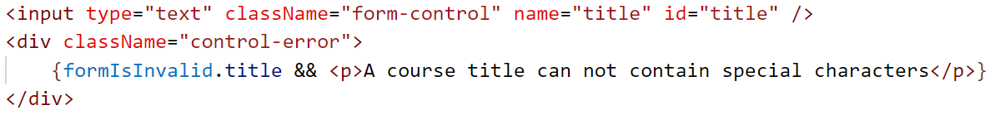 <input type="text" className="form-control" name="title" id="title" />
<div className="control-error">
    {formIsInvalid.title && <p>A course title can not contain special characters</p>}
</div>